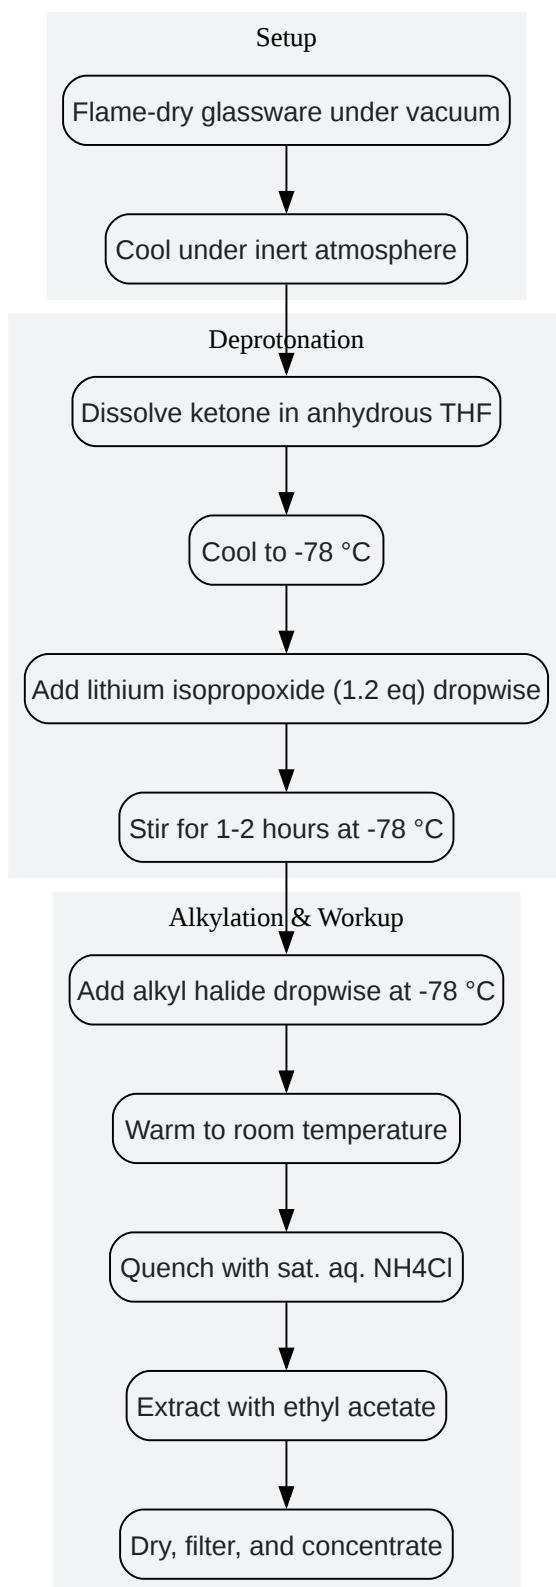 Setup
Flame-dry glassware under vacuum
Cool under inert atmosphere
Deprotonation
Dissolve ketone in anhydrous THF
Cool to -78 °C
Add lithium isopropoxide (1.2 eq) dropwise
Stir for 1-2 hours at -78 °C
Alkylation & Workup
Add alkyl halide dropwise at -78 °C
Warm to room temperature
Quench with sat. aq. NH4Cl
Extract with ethyl acetate
Dry, filter, and concentrate